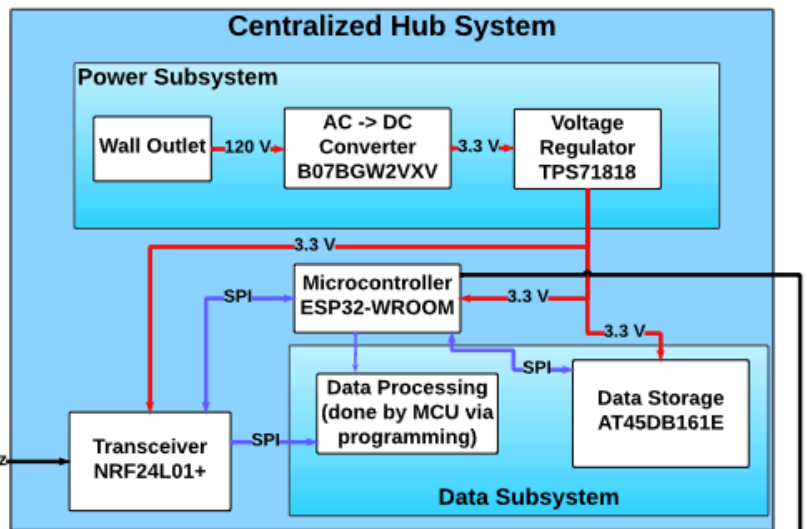 Centralized Hub System
Power Subsystem
Wall Outlet
120 V
AC -> DC
Converter
B07BGW2VXV
3.3 V
Voltage
Regulator
TPS71818
3.3 V
Microcontroller
ESP32-WROOM
SPI
3.3 V
3.3 V
SPI
Data Processing
(done by MCU via
programming)
Data Storage
AT45DB161E
Transceiver
NRF24L01+
SPI
z
Data Subsystem